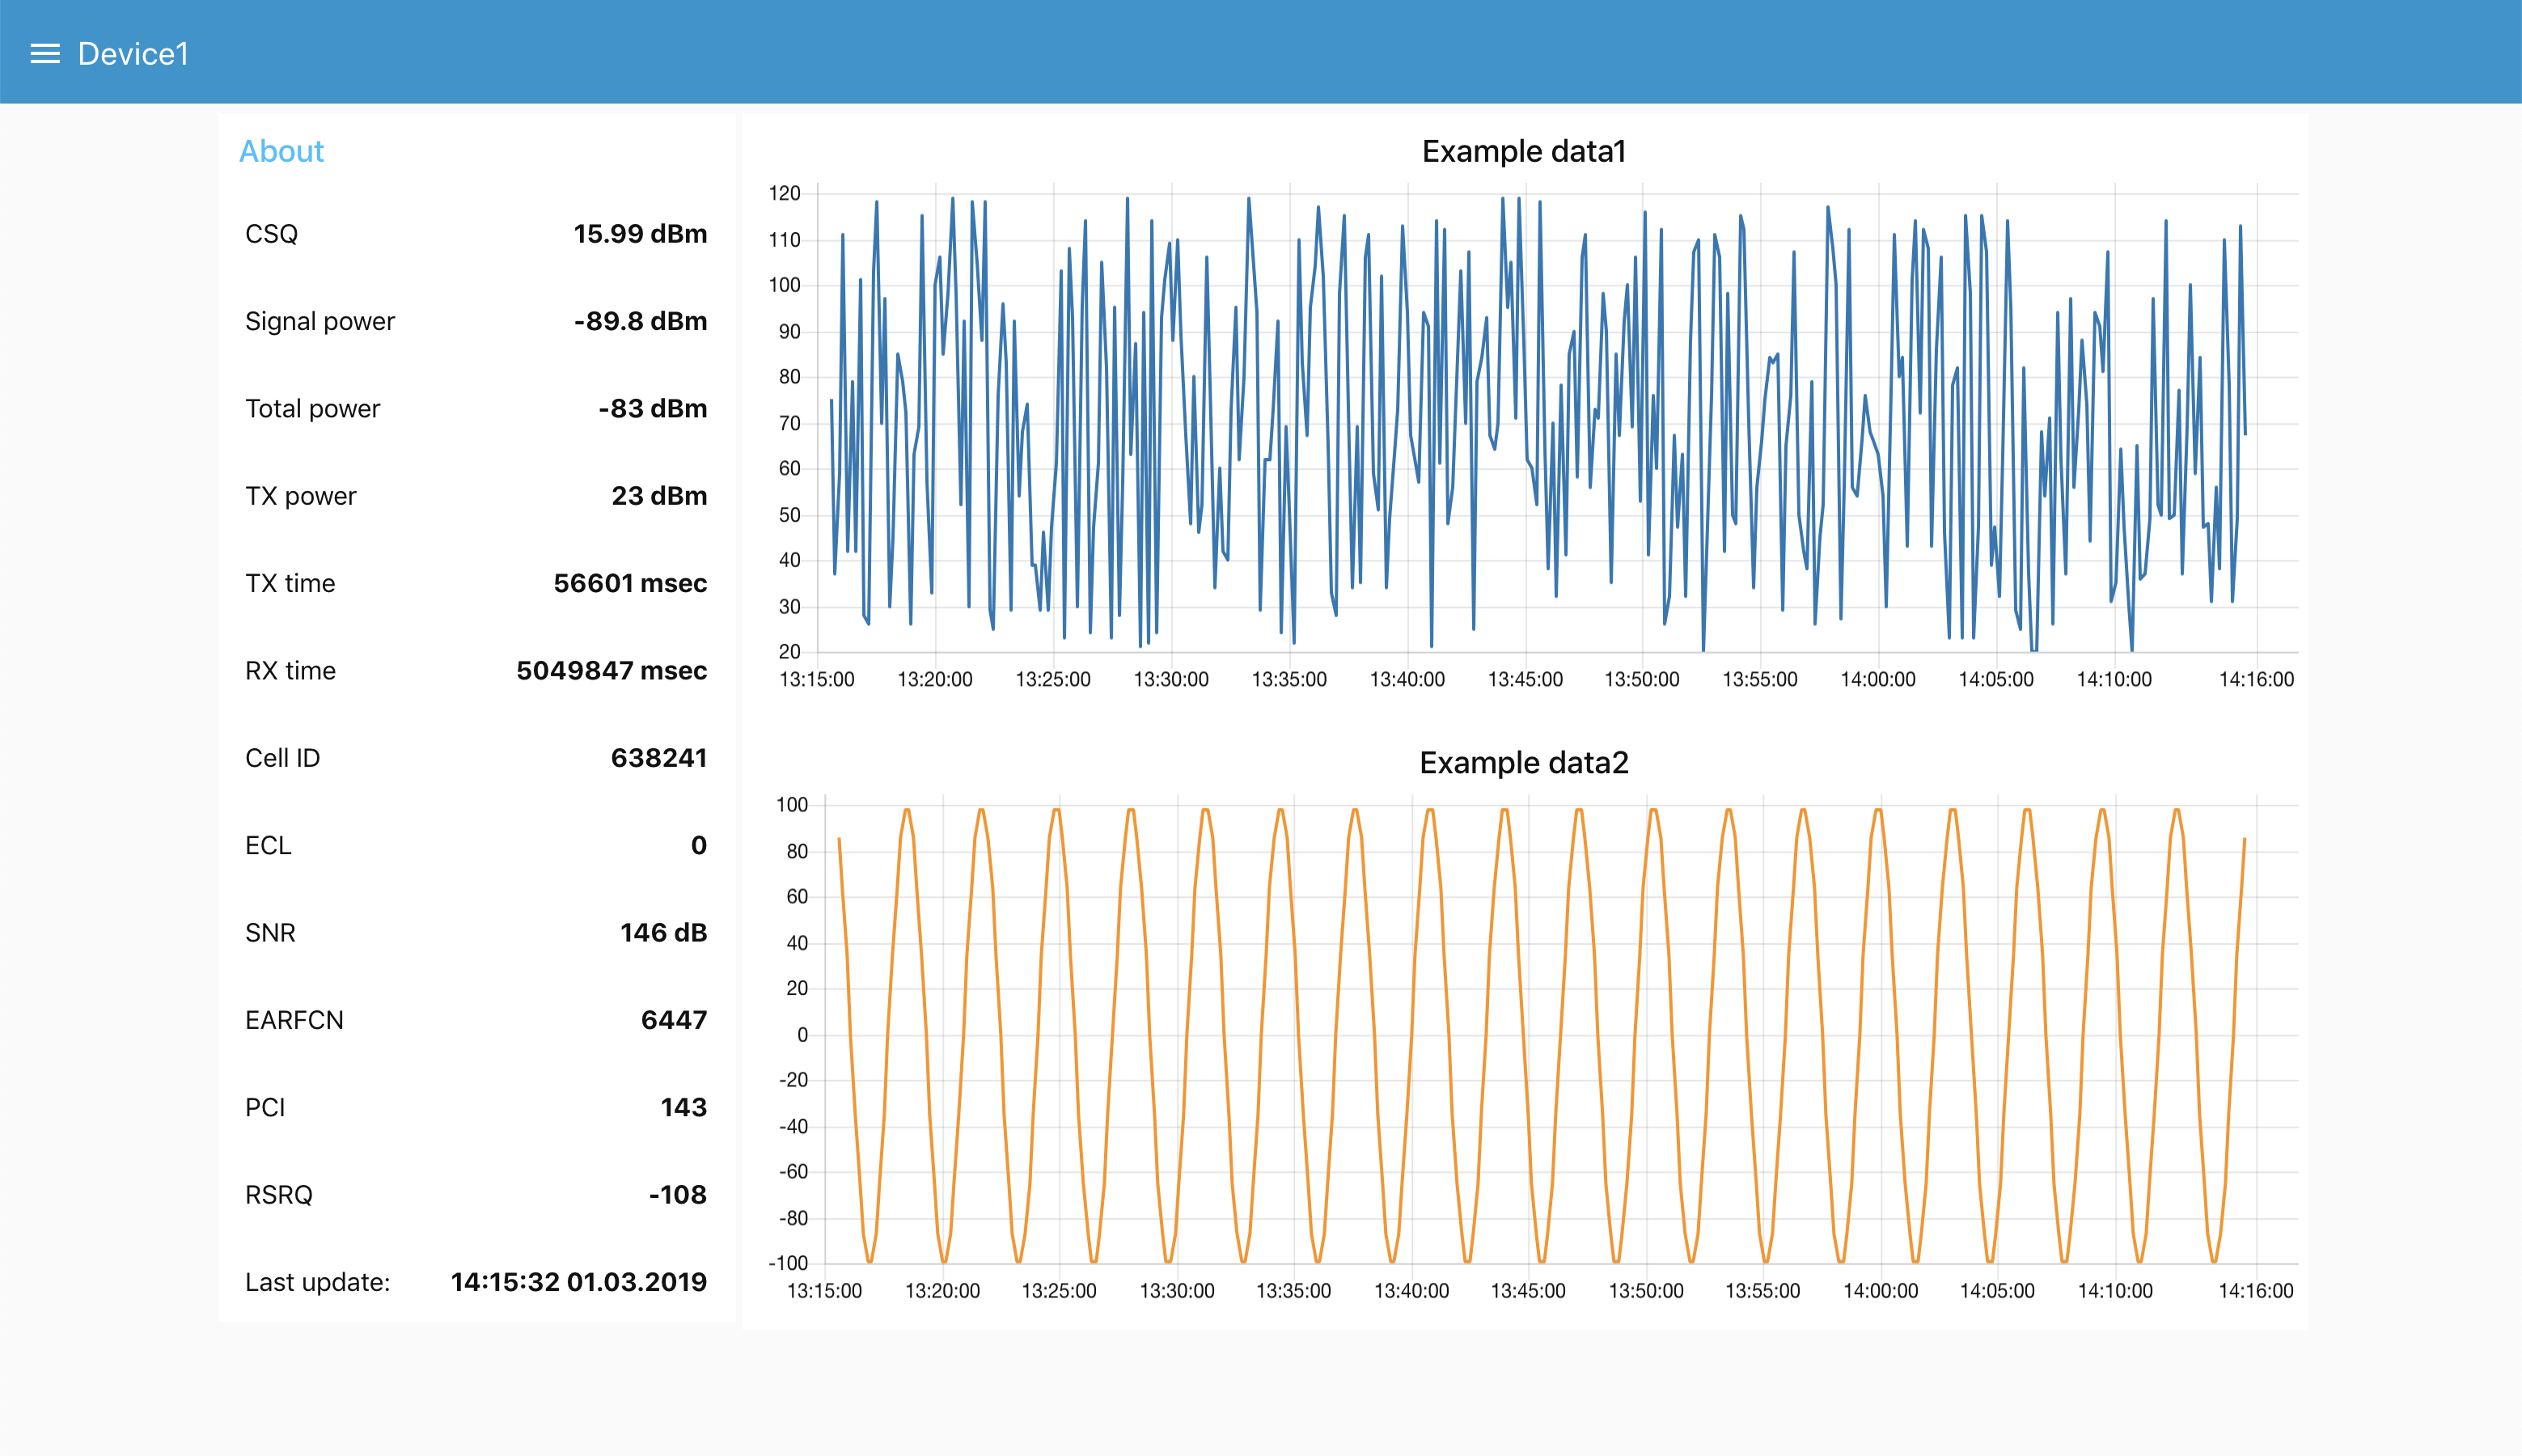 Device1
About
CSQ 15.99 dBm
Signal power -89.8 dBm
Total power -83 dBm
TX power 23 dBm
TX time 56601 msec
RX time 5049847 msec
Cell ID 638241
ECL 0
SNR 146 dB
EARFCN 6447
PCI 143
RSRQ -108
Last update: 14:15:32 01.03.2019
Example data1
120
110
100
90
80
70
60
50
40
30
20
13:15:00 13:20:00 13:25:00 13:30:00 13:35:00 13:40:00 13:45:00 13:50:00 13:55:00 14:00:00 14:05:00 14:10:00 14:16:00
Example data2
100
80
60
40
20
0
-20
-40
-60
-80
-100
13:15:00 13:20:00 13:25:00 13:30:00 13:35:00 13:40:00 13:45:00 13:50:00 13:55:00 14:00:00 14:05:00 14:10:00 14:16:00